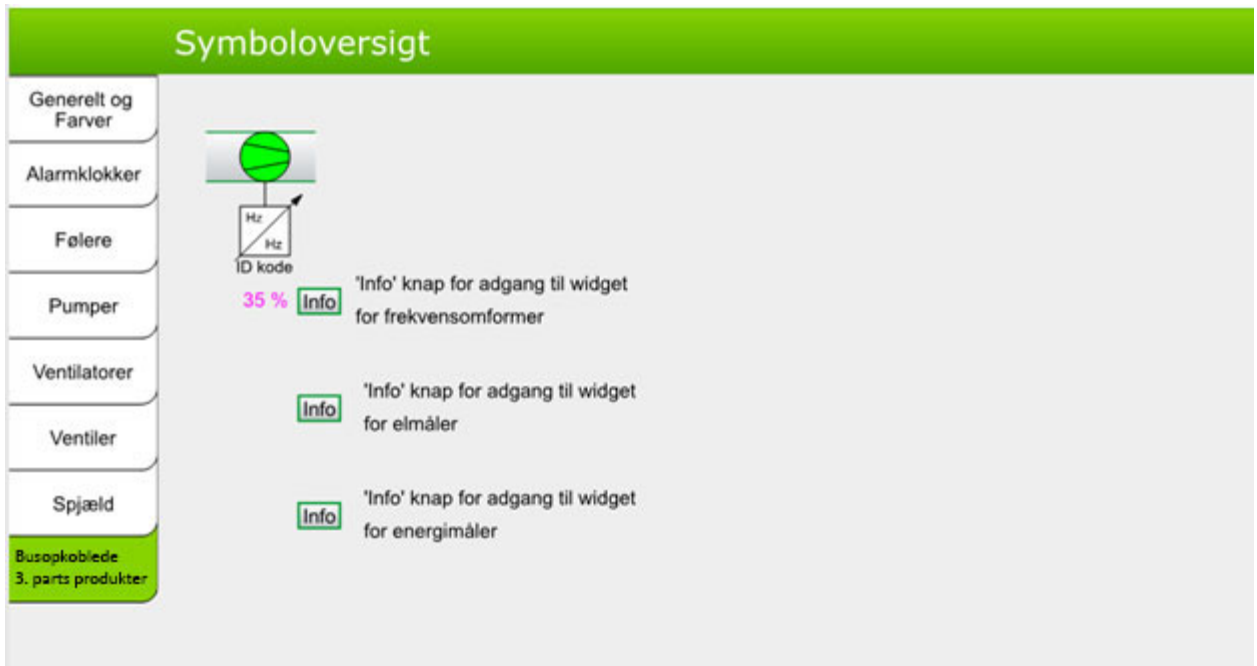 Symboloversigt
Generelt og
Farver
Alarmklokker
Følere
Pumper
Ventilatorer
Ventiler
Spjæld
Busopkoblede
3. parts produkter
Hz
Hz
ID kode
35 % Info
'Info' knap for adgang til widget
for frekvensomformer
Info
'Info' knap for adgang til widget
for elmåler
Info
'Info' knap for adgang til widget
for energimåler